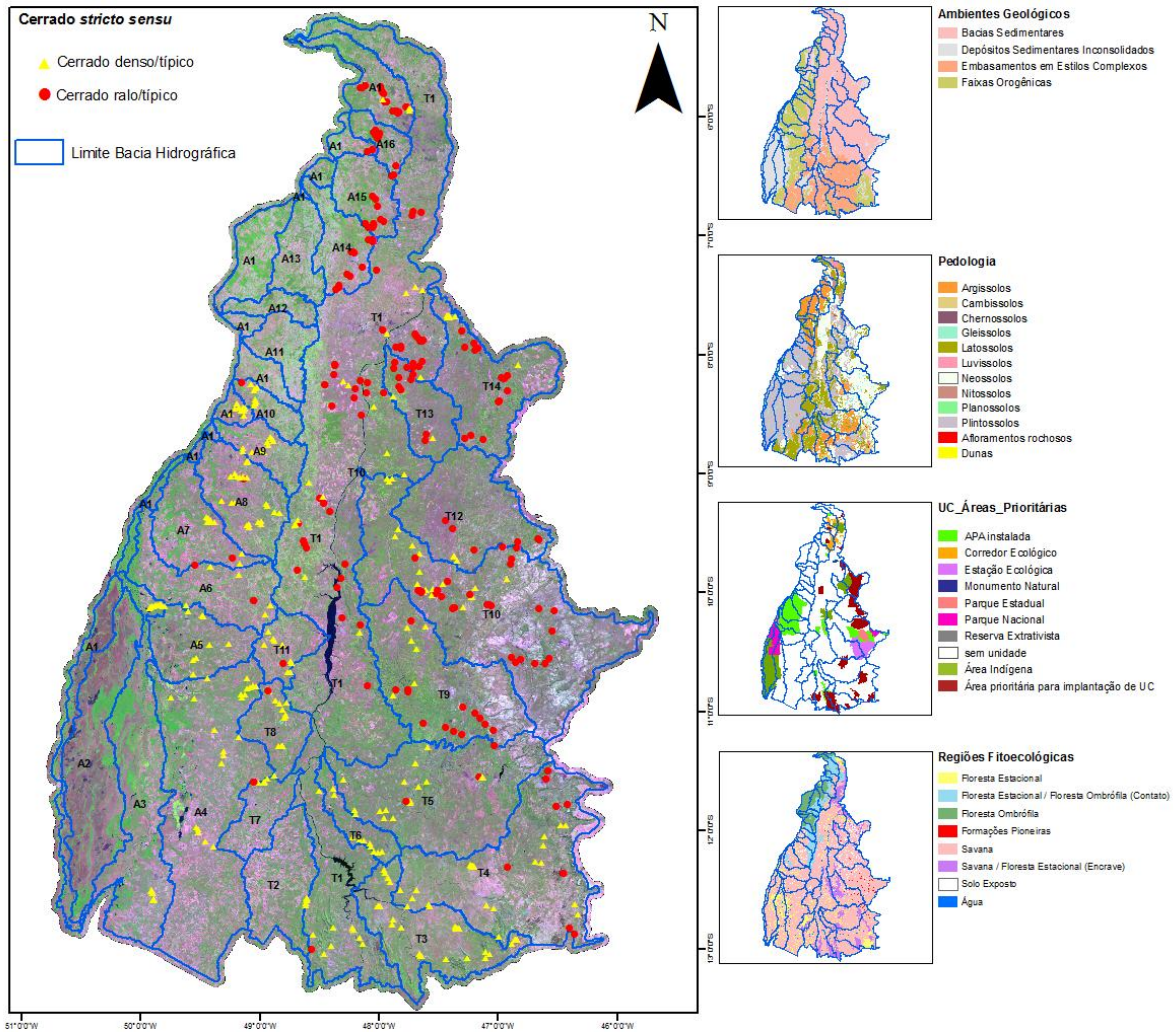 Cerrado stricto sensu
Cerrado denso/típico
Cerrado ralo/típico
Limite Bacia Hidrográfica
N
A1
T1
A16
A1
A1
A15
A1
A14
A1
A13
A12
T1
A1
A11
T14
A1
A1
A10
T13
A1
A9
A1
T10
A8
A1
T12
A7
T1
A6
T10
A1
A5
T11
T1
T9
T8
A2
A3
A4
T5
T7
T6
T4
T1
T2
T3
51°0'0"W
50°0'0"W
49°0'0"W
48°0'0"W
47°0'0"W
46°0'0"W
6°0'0"S
7°0'0"S
8°0'0"S
9°0'0"S
10°0'0"S
11°0'0"S
12°0'0"S
13°0'0"S
Ambientes Geológicos
Bacias Sedimentares
Depósitos Sedimentares Inconsolidados
Embasamentos em Estilos Complexos
Faixas Orogênicas
Pedologia
Argissolos
Cambissolos
Chernossolos
Gleissolos
Latossolos
Luvissolos
Neossolos
Nitossolos
Planossolos
Plintossolos
Afloramentos rochosos
Dunas
UC_Áreas_Prioritárias
APA instalada
Corredor Ecológico
Estação Ecológica
Monumento Natural
Parque Estadual
Parque Nacional
Reserva Extrativista
sem unidade
Área Indígena
Área prioritária para implantação de UC
Regiões Fitoecológicas
Floresta Estacional
Floresta Estacional / Floresta Ombrófila (Contato)
Floresta Ombrófila
Formações Pioneiras
Savana
Savana / Floresta Estacional (Encrave)
Solo Exposto
Água